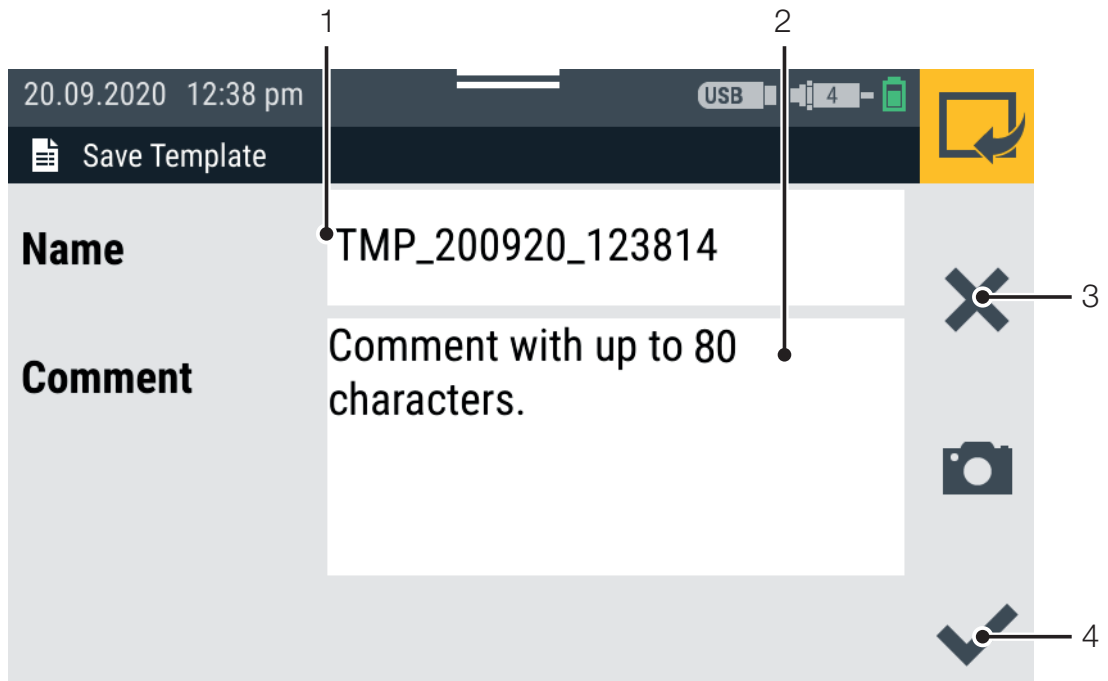 1 2
20.09.2020 12:38 pm USB 4
Save Template
Name TMP_200920_123814
3
Comment Comment with up to 80
characters.
4